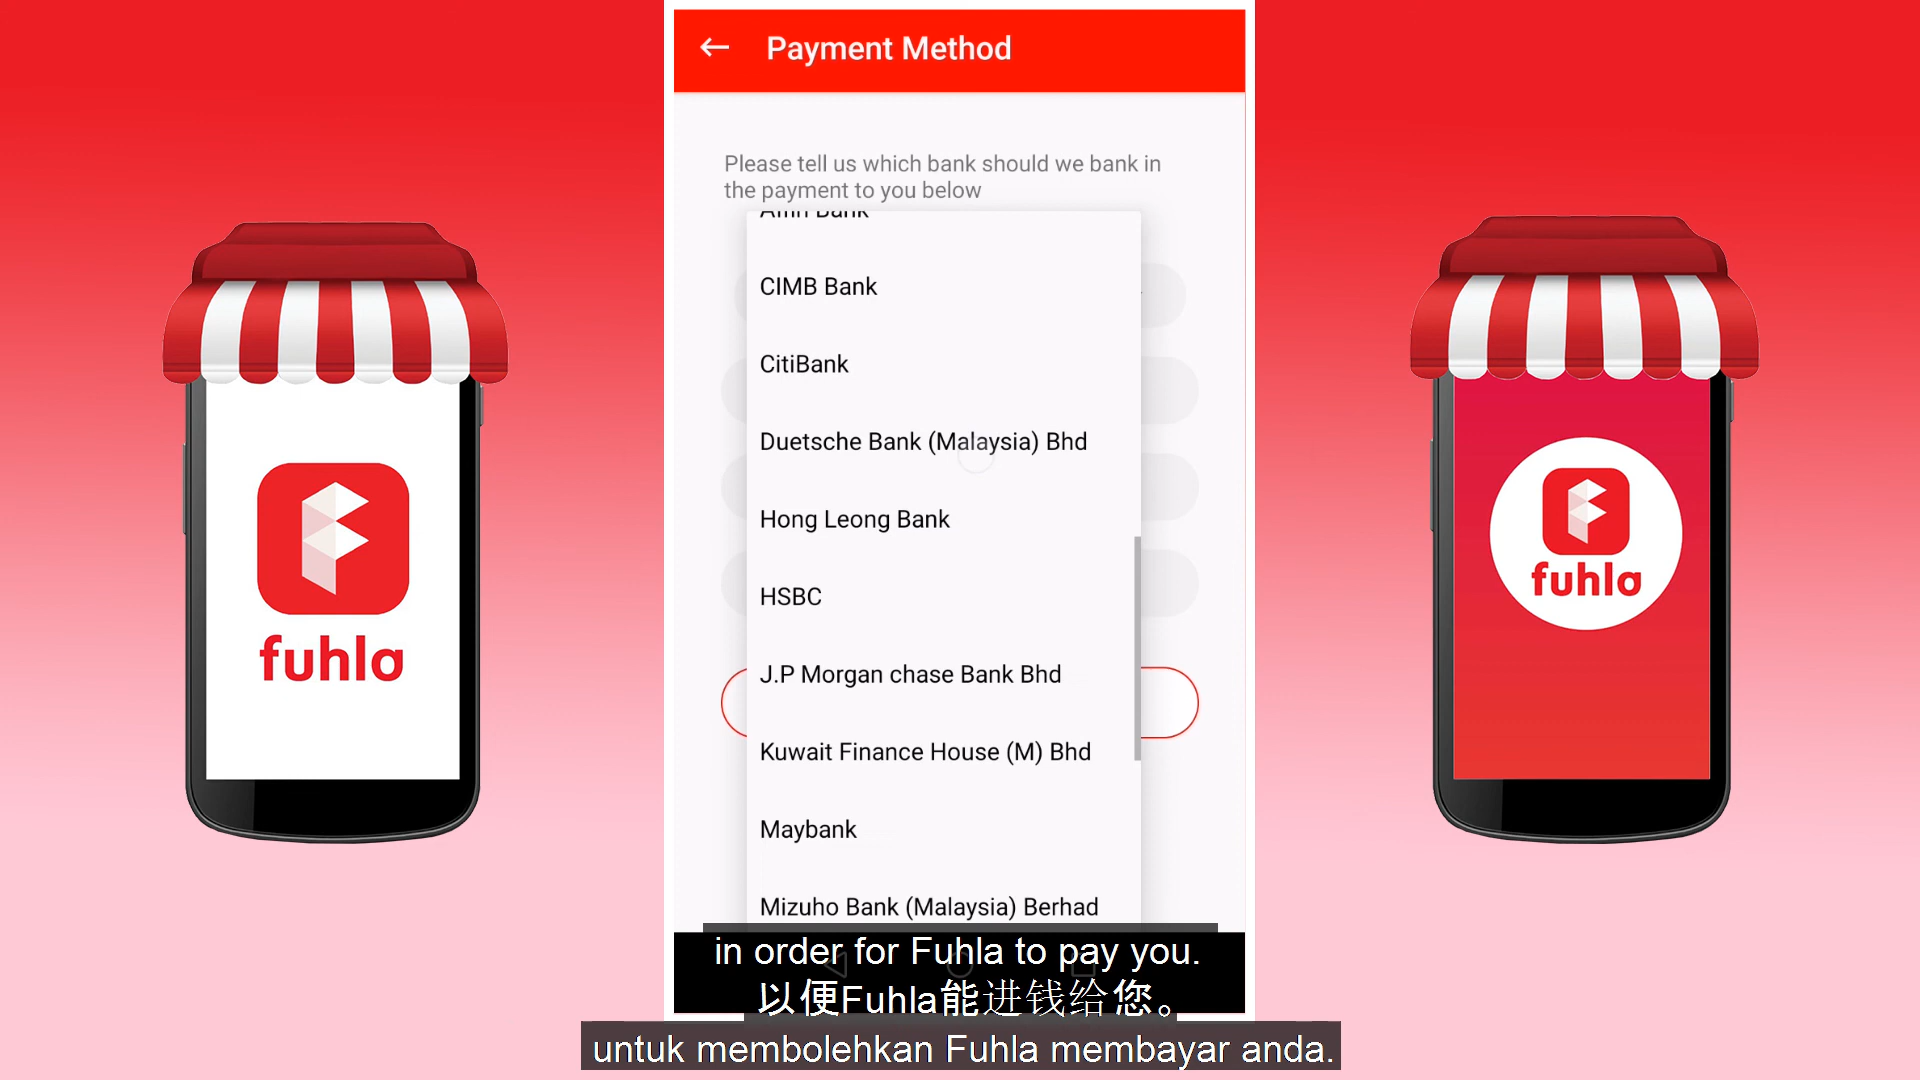 Payment Method
Please tell us which bank should we bank in
the payment to you below
CIMB Bank
CitiBank
Duetsche Bank (Malaysia) Bhd
Hong Leong Bank
HSBC
J.P Morgan chase Bank Bhd
Kuwait Finance House (M) Bhd
Maybank
Mizuho Bank (Malaysia) Berhad
fuhla
fuhla
in order for Fuhla to pay you.
以便Fuhla能进钱给您。
untuk membolehkan Fuhla membayar anda.